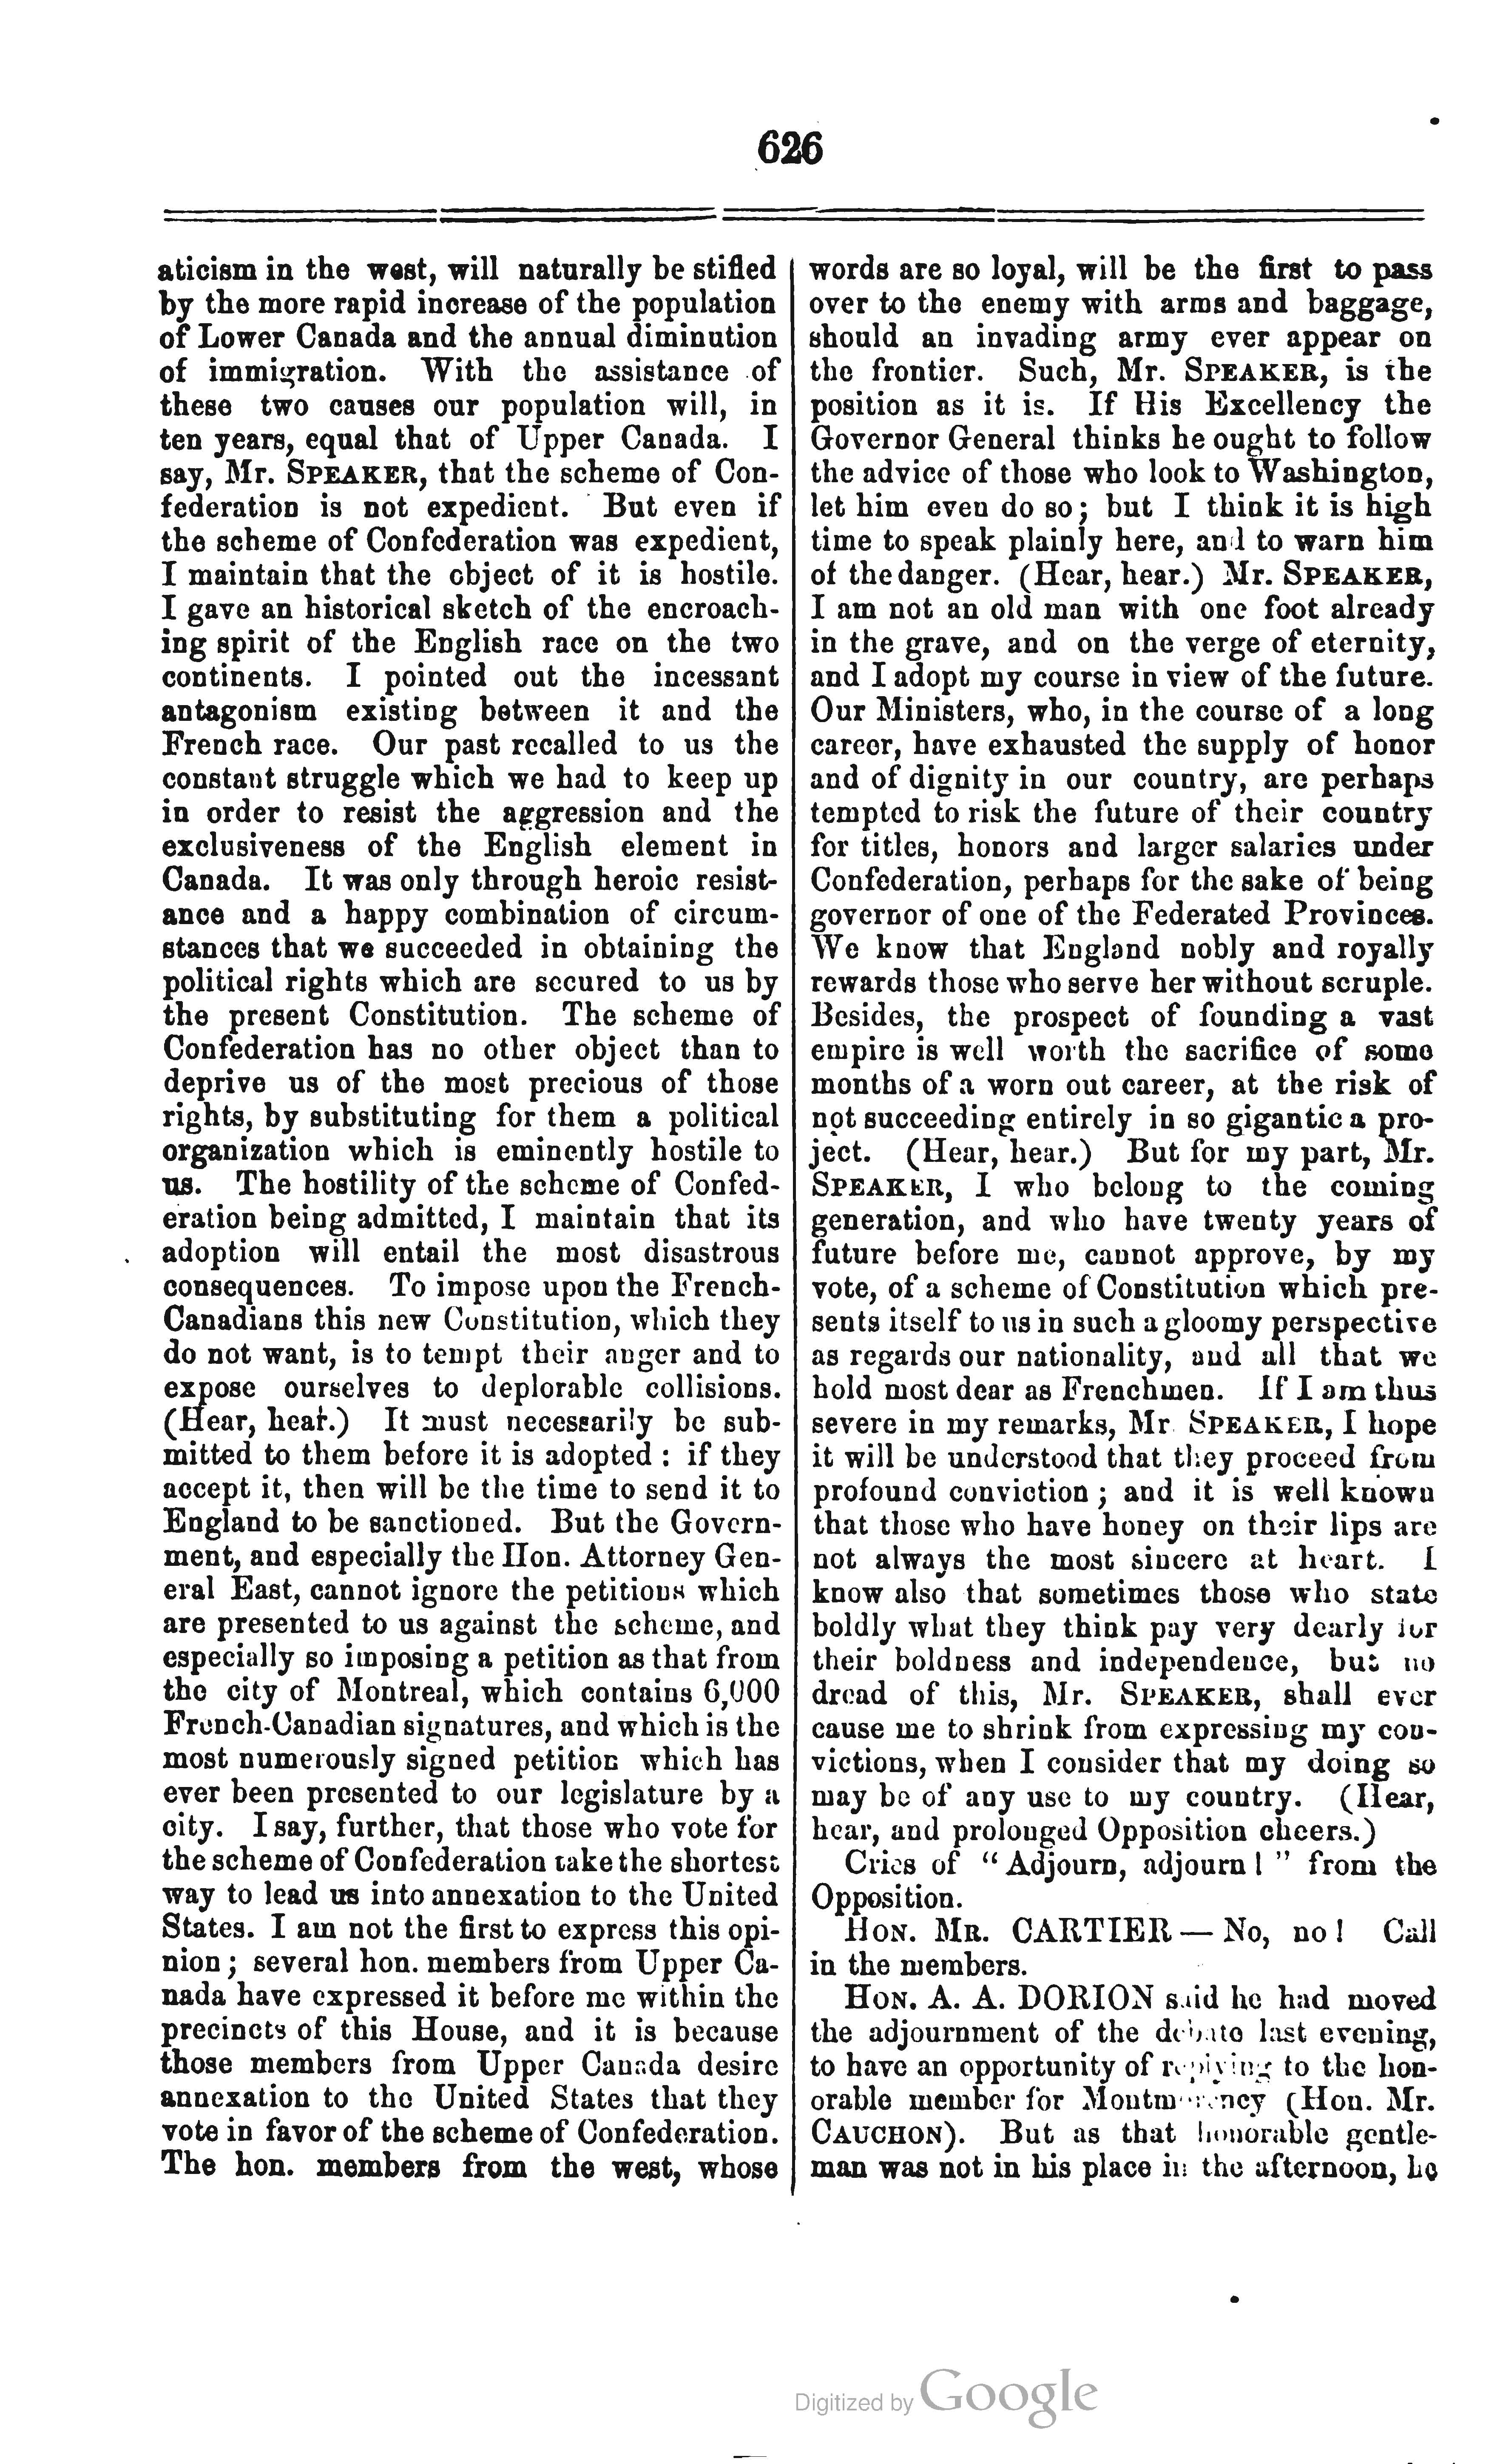 626
aticism in the west, will naturally be stifled
by the more rapid increase of the population
of Lower Canada and the annual diminution
of immigration. With the assistance of
these two causes our population will, in
ten years, equal that of Upper Canada. I
say, Mr. SPEAKER, that the scheme of Con-
federation is not expedient. But even if
the scheme of Confederation was expedient,
I maintain that the object of it is hostile.
I gave an historical sketch of the encroach-
ing spirit of the English race on the two
continents. I pointed out the incessant
antagonism existing between it and the
French race. Our past recalled to us the
constant struggle which we had to keep up
in order to resist the aggression and the
exclusiveness of the English element in
Canada. It was only through heroic resist-
ance and a happy combination of circum-
stances that we succeeded in obtaining the
political rights which are secured to us by
the present Constitution. The scheme of
Confederation has no other object than to
deprive us of the most precious of those
rights, by substituting for them a political
organization which is eminently hostile to
us. The hostility of the scheme of Confed-
eration being admitted, I maintain that its
adoption will entail the most disastrous
consequences. To impose upon the French-
Canadians this new Constitution, which they
do not want, is to tempt their anger and to
expose ourselves to deplorable collisions.
(Hear, hear.) It must necessarily be sub-
mitted to them before it is adopted : if they
accept it, then will be the time to send it to
England to be sanctioned. But the Govern-
ment, and especially the Hon. Attorney Gen-
eral East, cannot ignore the petitions which
are presented to us against the scheme, and
especially so imposing a petition as that from
the city of Montreal, which contains 6,000
French-Canadian signatures, and which is the
most numerously signed petition which has
ever been presented to our legislature by a
city. I say, further, that those who vote for
the scheme of Confederation take the shortest
way to lead us into annexation to the United
States. I am not the first to express this opi-
nion ; several hon. members from Upper Ca-
nada have expressed it before me within the
precincts of this House, and it is because
those members from Upper Canada desire
annexation to the United States that they
vote in favor of the scheme of Confederation.
The hon. members from the west, whose
words are so loyal, will be the first to pass
over to the enemy with arms and baggage,
should an invading army ever appear on
the frontier. Such, Mr. SPEAKER, is the
position as it is. If His Excellency the
Governor General thinks he ought to follow
the advice of those who look to Washington,
let him even do so ; but I think it is high
time to speak plainly here, and to warn him
of the danger. (Hear, hear.) Mr. SPEAKER,
I am not an old man with one foot already
in the grave, and on the verge of eternity,
and I adopt my course in view of the future.
Our Ministers, who, in the course of a long
career, have exhausted the supply of honor
and of dignity in our country, are perhaps
tempted to risk the future of their country
for titles, honors and larger salaries under
Confederation, perhaps for the sake of being
governor of one of the Federated Provinces.
We know that England nobly and royally
rewards those who serve her without scruple.
Besides, the prospect of founding a vast
empire is well worth the sacrifice of some
months of a worn out career, at the risk of
not succeeding entirely in so gigantic a pro-
ject. (Hear, hear.) But for my part, Mr.
SPEAKER, I who belong to the coming
generation, and who have twenty years of
future before me, cannot approve, by my
vote, of a scheme of Constitution which pre-
sents itself to us in such a gloomy perspective
as regards our nationality, and all that we
hold most dear as Frenchmen. If I am thus
severe in my remarks, Mr. SPEAKER, I hope
it will be understood that they proceed from
profound conviction ; and it is well known
that those who have honey on their lips are
not always the most sincere at heart. I
know also that sometimes those who state
boldly what they think pay very dearly for
their boldness and independence, but no
dread of this, Mr. SPEAKER, shall ever
cause me to shrink from expressing my con-
victions, when I consider that my doing so
may be of any use to my country. (Hear,
hear, and prolonged Opposition cheers.)
Cries of "Adjourn, adjourn ! " from the
Opposition.
HON. MR. CARTIER — No, no ! Call
in the members.
HON. A. A. DORION said he had moved
the adjournment of the debate last evening,
to have an opportunity of replying to the hon-
orable member for Montmorency (Hon. Mr.
CAUCHON). But as that honorable gentle-
man was not in his place in the afternoon, he
Digitized by Google